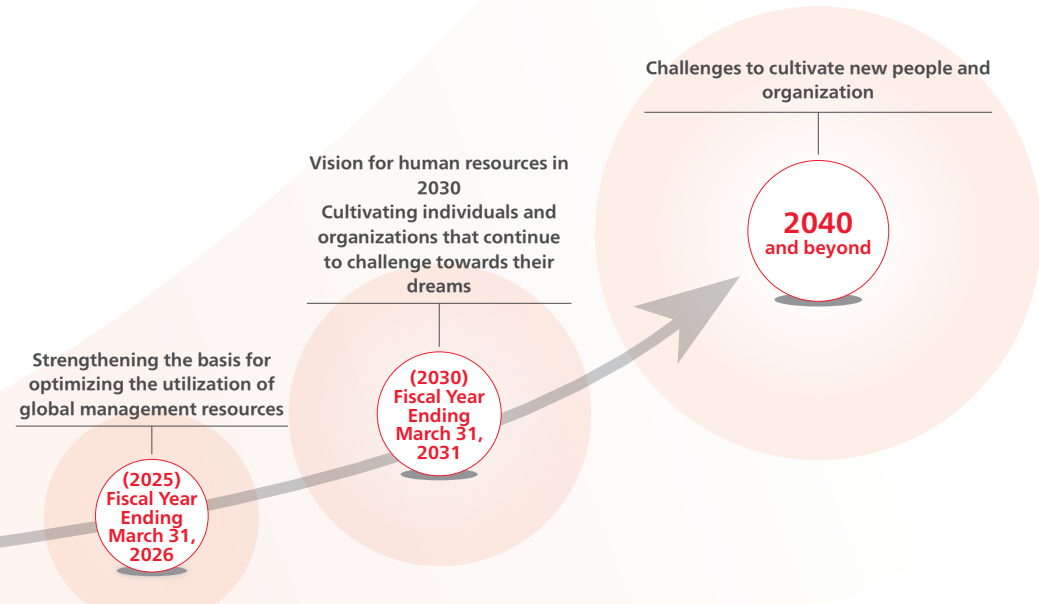 Challenges to cultivate new people and
organization
2040
and beyond
Vision for human resources in
2030
Cultivating individuals and
organizations that continue
to challenge towards their
dreams
(2030)
Fiscal Year
Ending
March 31,
2031
Strengthening the basis for
optimizing the utilization of
global management resources
(2025)
Fiscal Year
Ending
March 31,
2026